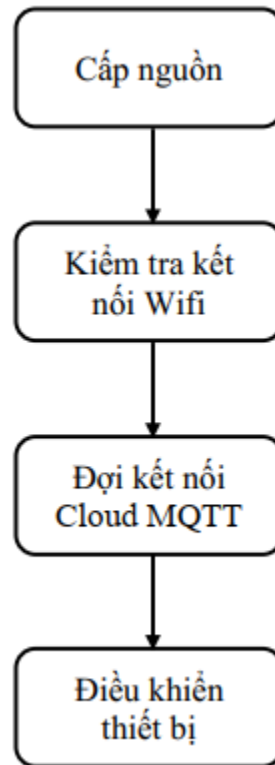 Cấp nguồn
Kiểm tra kết
nối Wifi
Đợi kết nối
Cloud MQTT
Điều khiển
thiết bị